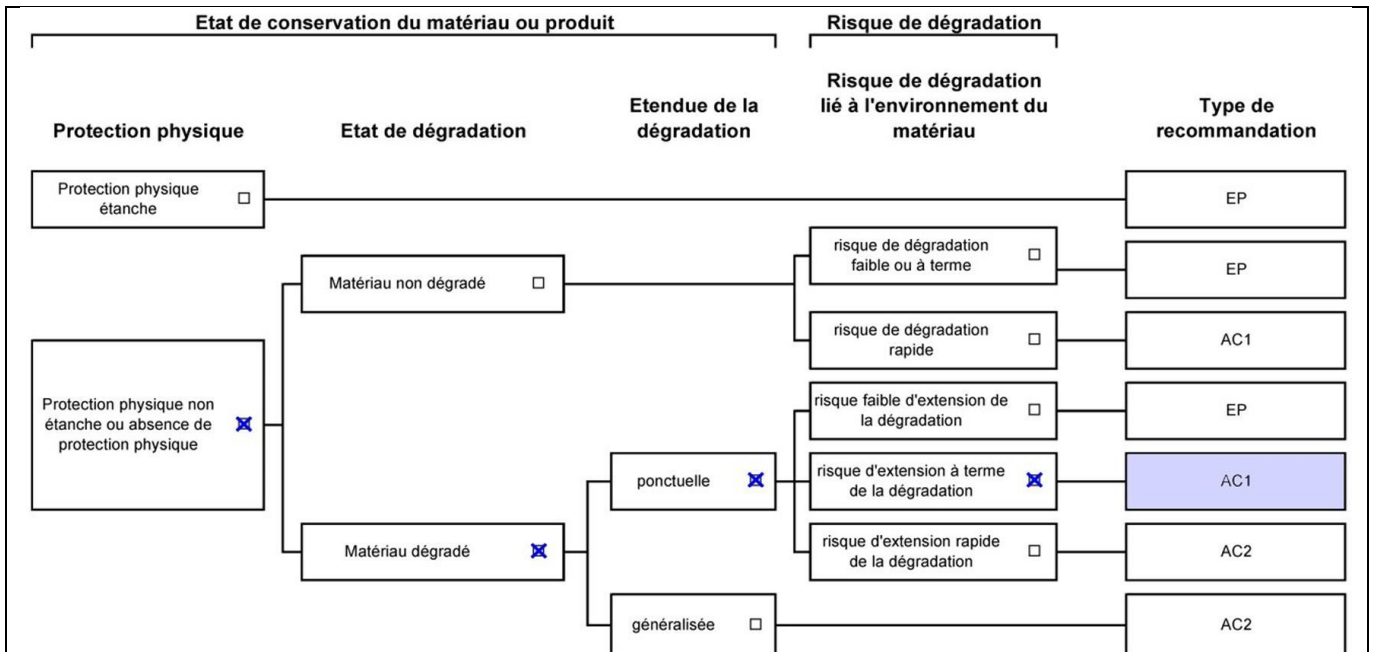 Etat de conservation du matériau ou produit
Risque de dégradation
Protection physique
Etat de dégradation
Etendue de la
dégradation
Risque de dégradation
lié à l'environnement du
matériau
Type de
recommandation
Protection physique
étanche
EP
Matériau non dégradé
risque de dégradation
faible ou à terme
EP
risque de dégradation
rapide
AC1
Protection physique non
étanche ou absence de
protection physique
risque faible d'extension de
la dégradation
EP
ponctuelle
risque d'extension à terme
de la dégradation
AC1
Matériau dégradé
risque d'extension rapide
de la dégradation
AC2
généralisée
AC2